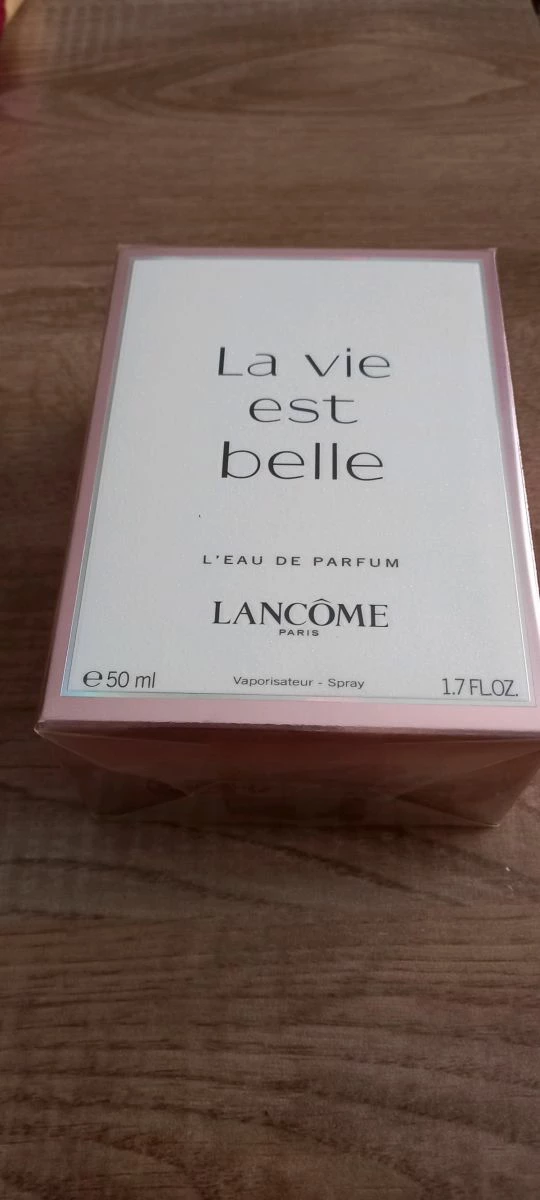 La vie
est
belle
L'EAU DE PARFUM
LANCÔME
PARIS
℮50 ml Vaporisateur - Spray 1.7 FL.OZ.